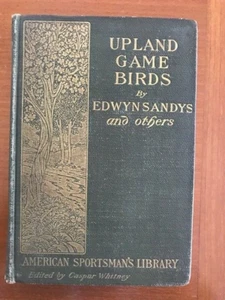 UPLAND
GAME
BIRDS
By
EDWYN SANDYS
and others
AMERICAN SPORTSMAN'S LIBRARY
Edited by Caspar Whitney